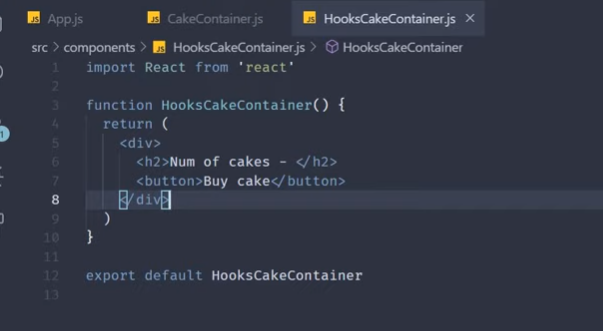 JS App.js JS CakeContainer.js JS HooksCakeContainer.js ×
src > components > JS HooksCakeContainer.js > HooksCakeContainer
1 import React from 'react'
2
3 function HooksCakeContainer() {
4 return (
5 <div>
6 <h2>Num of cakes - </h2>
7 <button>Buy cake</button>
8 </div>
9 )
10 }
11
12 export default HooksCakeContainer
13